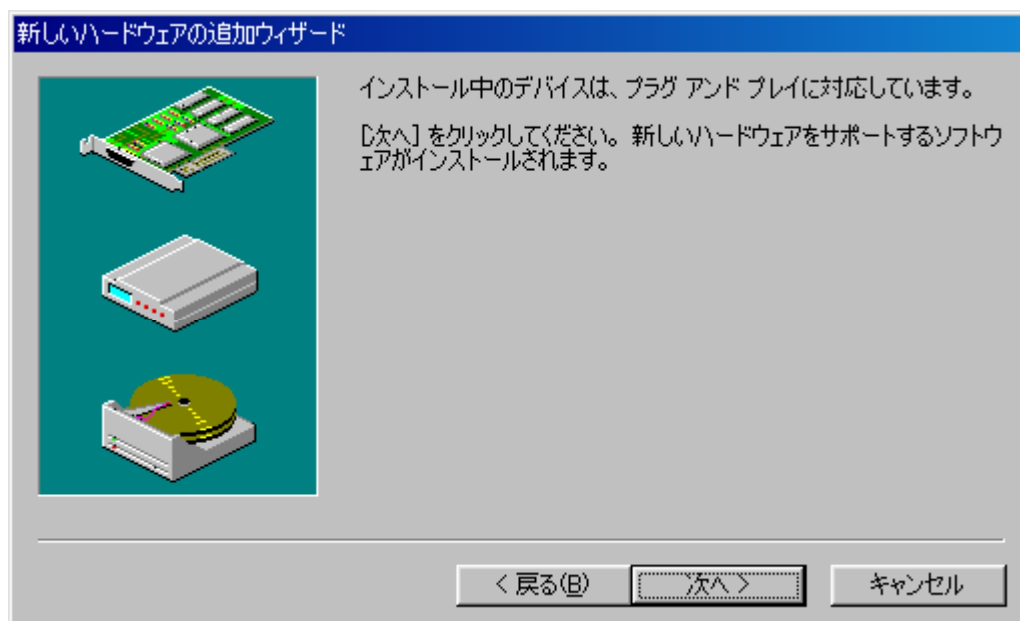 新しいハードウェアの追加ウィザード
インストール中のデバイスは、プラグ アンド プレイに対応しています。
[次へ] をクリックしてください。 新しいハードウェアをサポートするソフトウ
ェアがインストールされます。
< 戻る(B)
次へ >
キャンセル